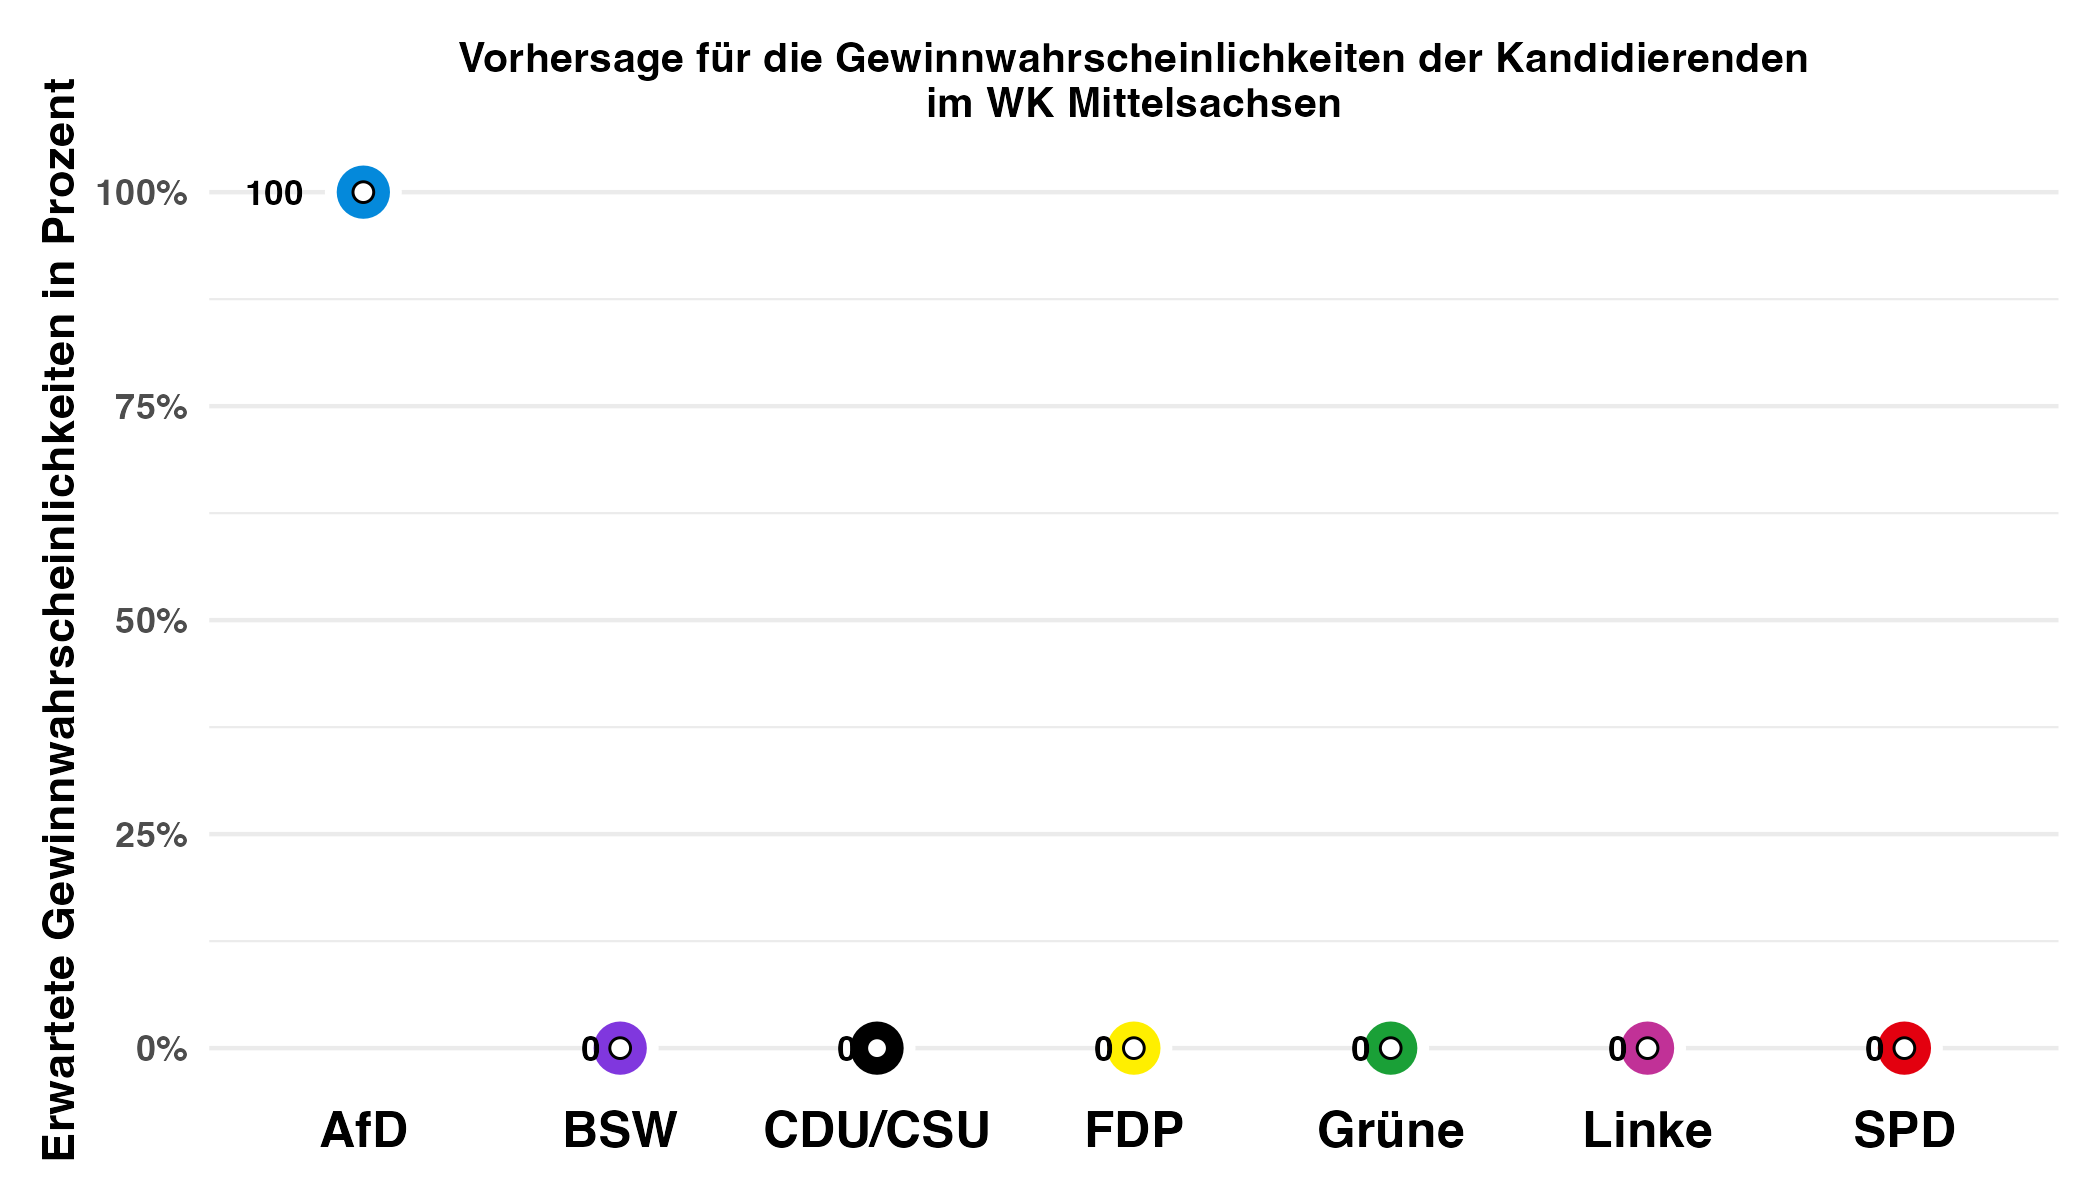 Vorhersage für die Gewinnwahrscheinlichkeiten der Kandidierenden
im WK Mittelsachsen
Erwartete Gewinnwahrscheinlichkeiten in Prozent
100%
75%
50%
25%
0%
100
0
0
0
0
0
0
AfD
BSW
CDU/CSU
FDP
Grüne
Linke
SPD